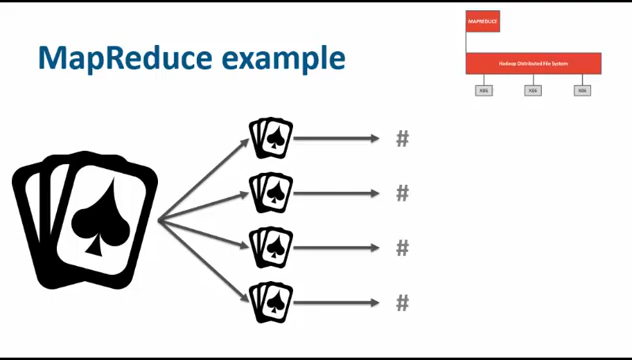 MapReduce example
MAPREDUCE
Hadoop Distributed File System
X86 X86 X86
#
#
#
#